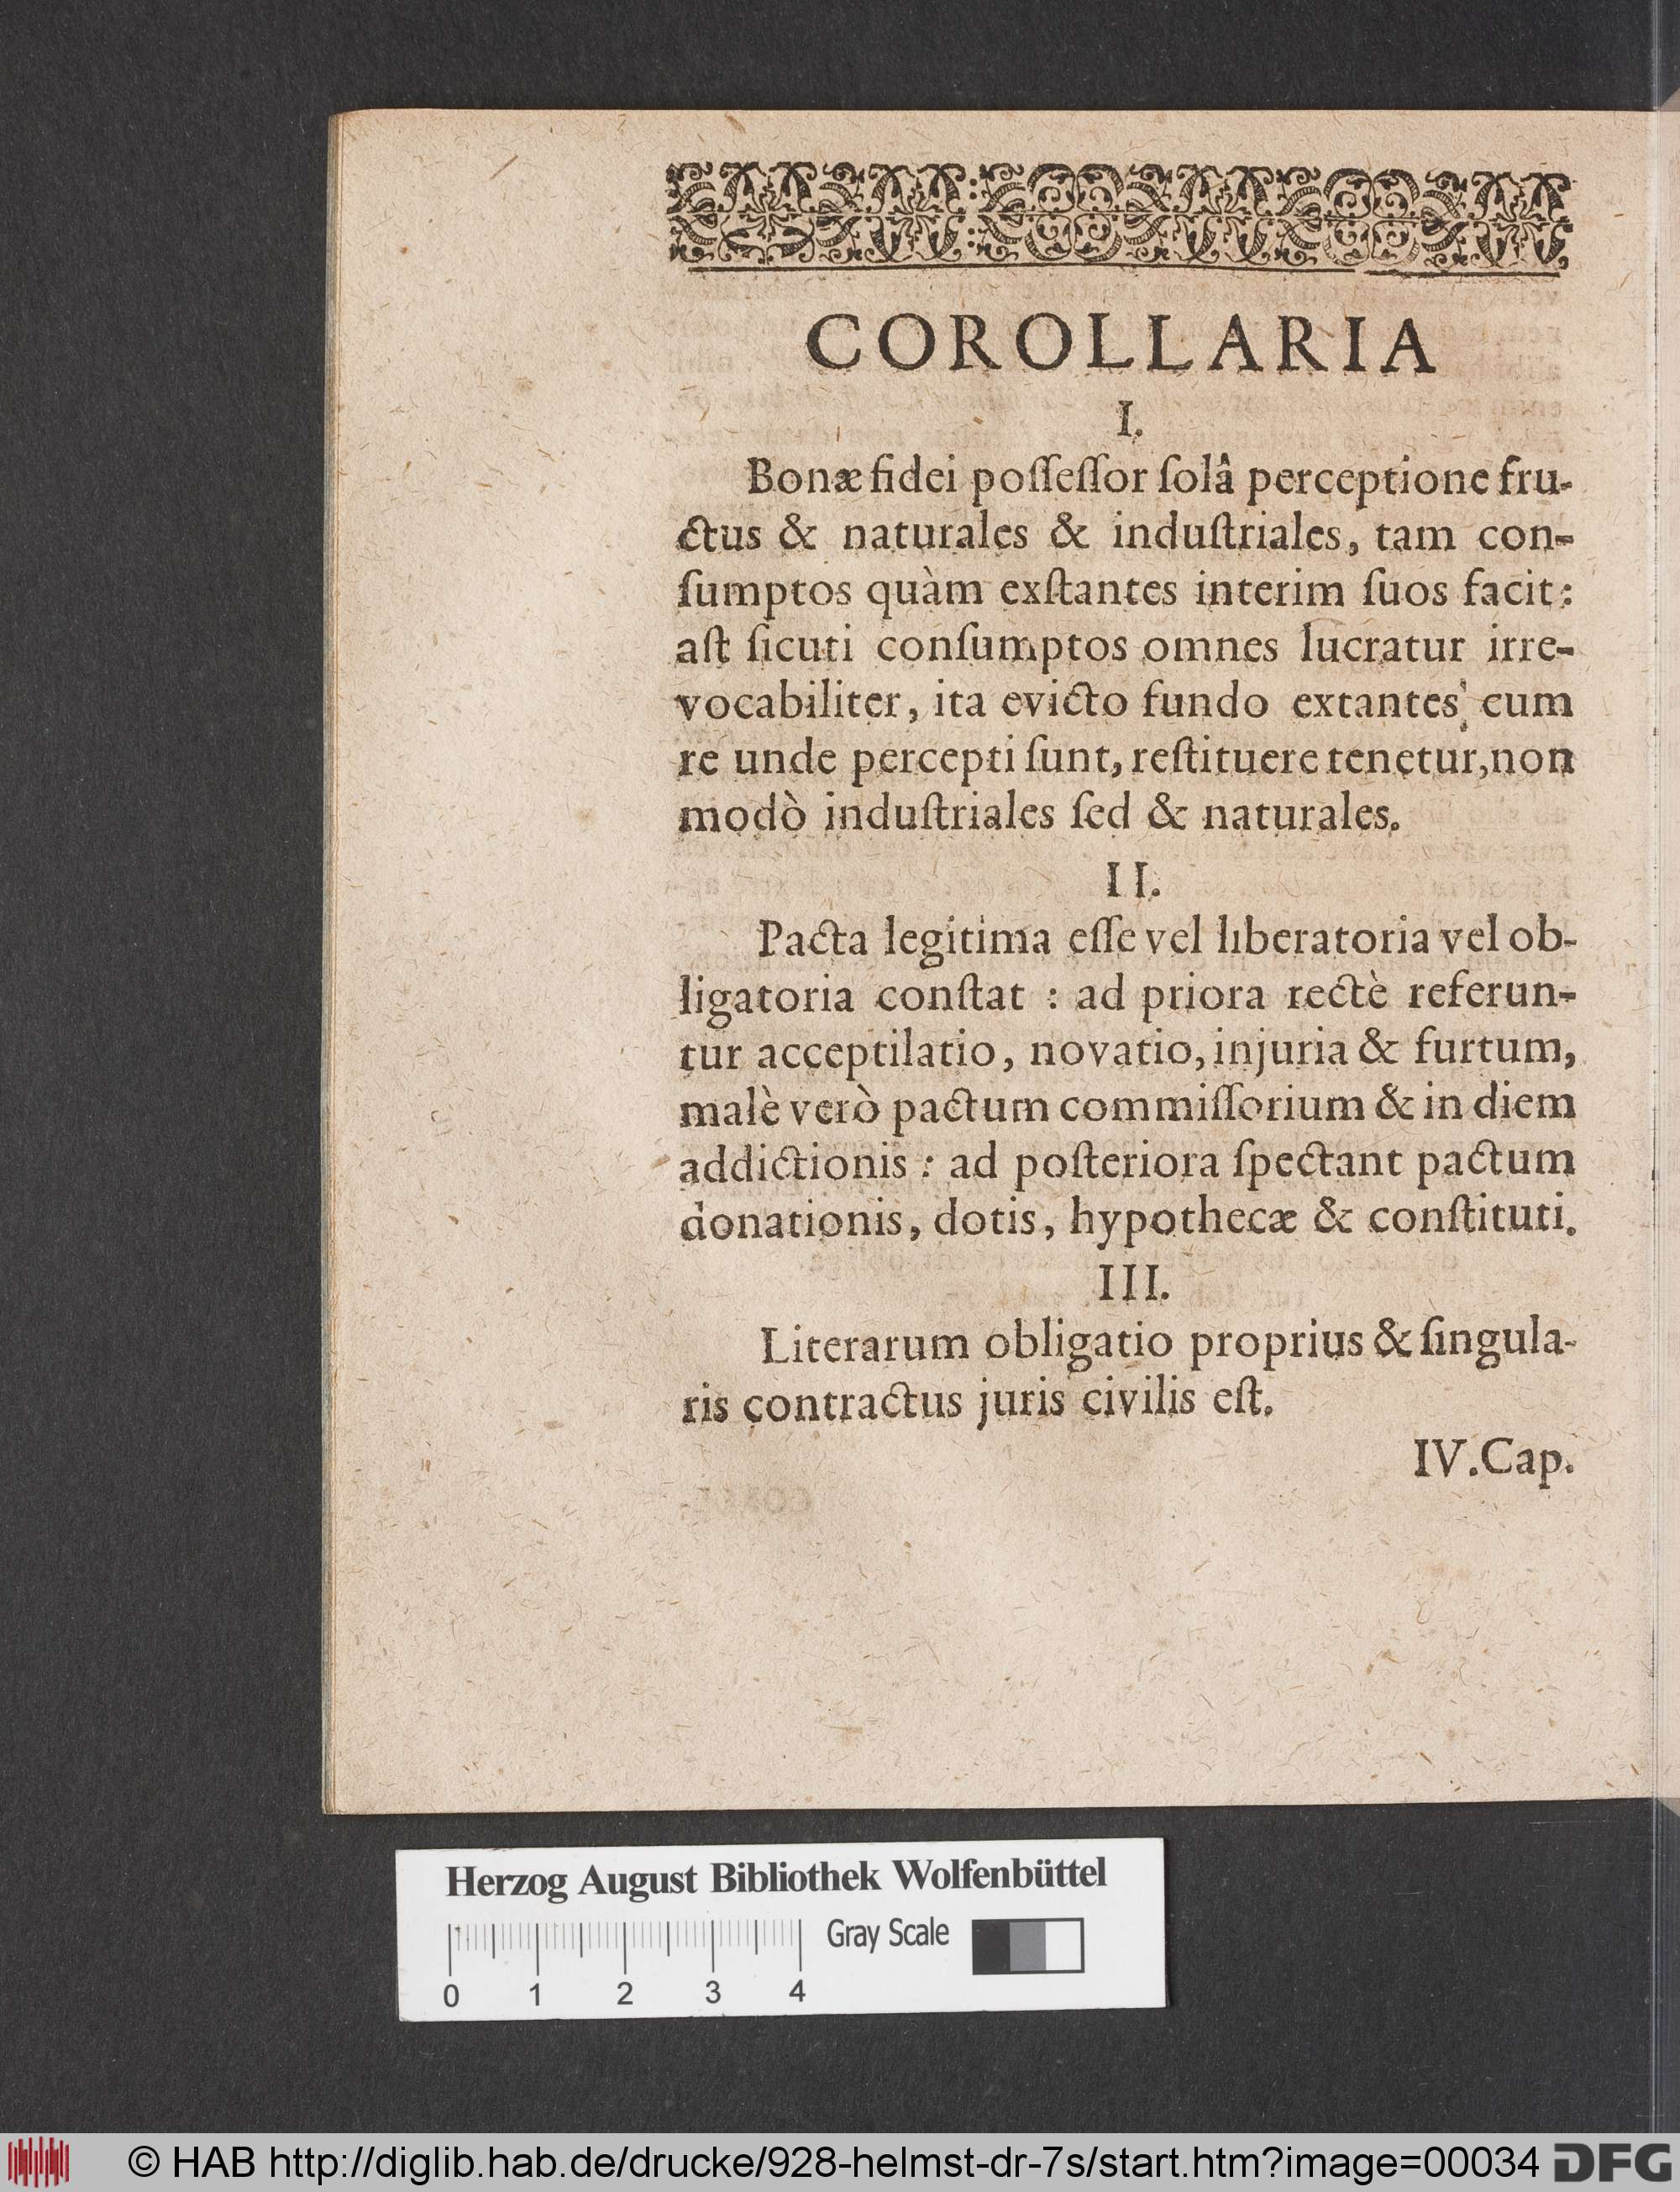 COROLLARIA
I.
Bonæ fidei poſſeſſor ſolâ perceptione fru-
ctus & naturales & induſtriales, tam con-
ſumptos quàm exſtantes interim ſuos facit:
aſt ſicuti conſumptos omnes lucratur irre-
vocabiliter, ita evicto fundo extantes cum
re unde percepti ſunt, reſtituere tenetur, non
modò induſtriales ſed & naturales.
II.
Pacta legitima eſſe vel liberatoria vel ob-
ligatoria conſtat : ad priora rectè referun-
tur acceptilatio, novatio, injuria & furtum,
malè verò pactum commiſſorium & in diem
addictionis : ad poſteriora ſpectant pactum
donationis, dotis, hypothecæ & conſtituti.
III.
Literarum obligatio proprius & ſingula-
ris contractus juris civilis eſt.
IV. Cap.
Herzog August Bibliothek Wolfenbüttel
Gray Scale
0 1 2 3 4
© HAB http://diglib.hab.de/drucke/928-helmst-dr-7s/start.htm?image=00034 DFG